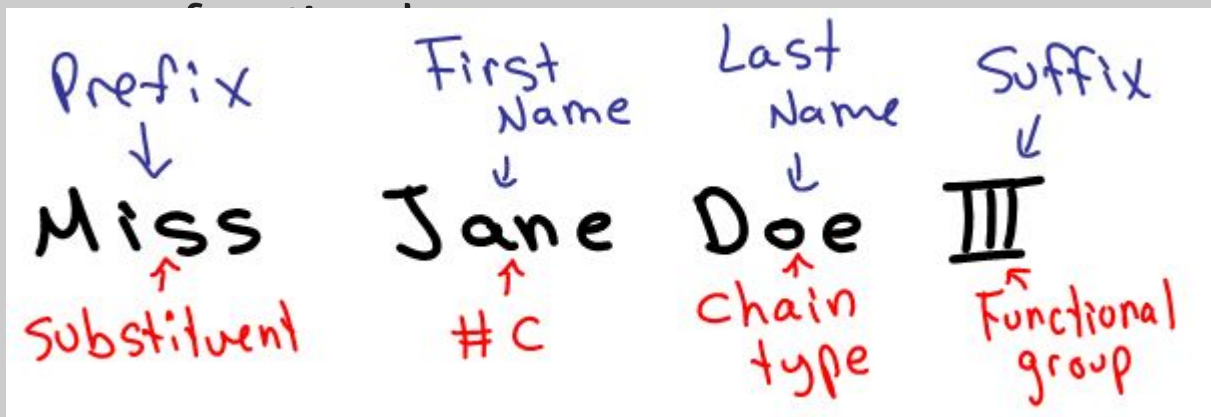 Prefix
First Name
Last Name
Suffix
Miss Jane Doe III
Substituent
# C
Chain type
Functional group